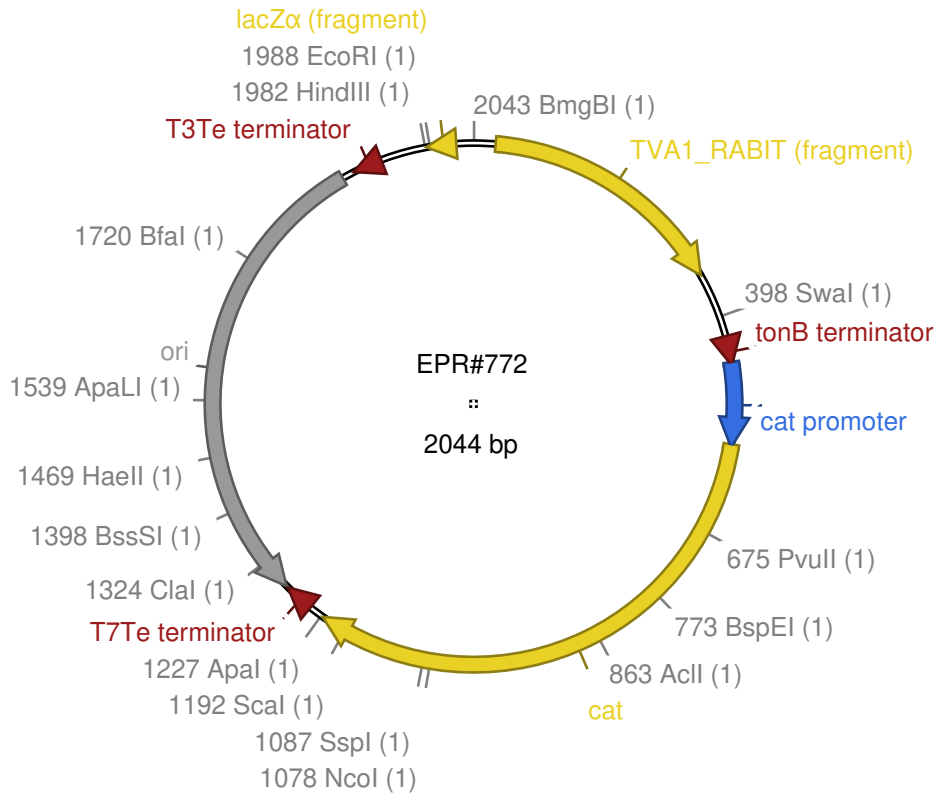 lacZα (fragment)
1988 EcoRI (1)
1982 HindIII (1)
2043 BmgBI (1)
T3Te terminator
TVA1_RABIT (fragment)
1720 BfaI (1)
398 SwaI (1)
tonB terminator
ori
EPR#772
1539 ApaLI (1)
cat promoter
2044 bp
1469 HaeII (1)
1398 BssSI (1)
675 PvuII (1)
1324 ClaI (1)
T7Te terminator
773 BspEI (1)
1227 ApaI (1)
863 AclI (1)
1192 ScaI (1)
cat
1087 SspI (1)
1078 NcoI (1)